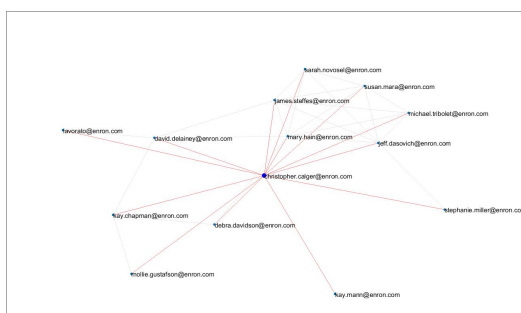 sarah.novosel@enron.com
susan.mara@enron.com
james.steffes@enron.com
michael.tribolet@enron.com
lavorato@enron.com
david.delainey@enron.com
mary.hain@enron.com
jeff.dasovich@enron.com
christopher.calger@enron.com
stephanie.miller@enron.co
kay.chapman@enron.com
debra.davidson@enron.com
mollie.gustafson@enron.com
kay.mann@enron.com